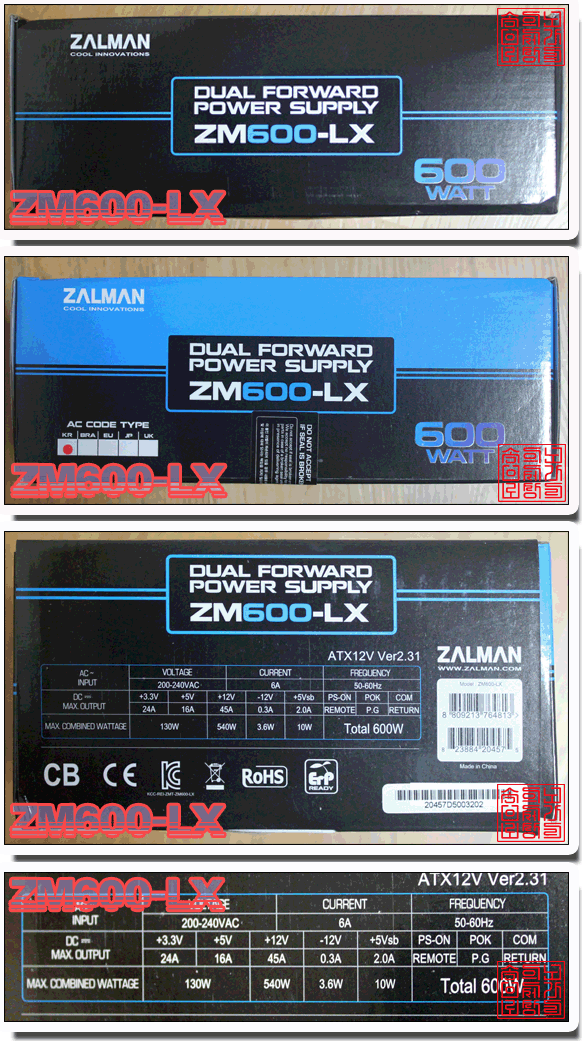 ZALMAN
COOL INNOVATIONS
DUAL FORWARD
POWER SUPPLY
ZM600-LX
600
WATT
ZM600-LX
ZALMAN
COOL INNOVATIONS
DUAL FORWARD
POWER SUPPLY
ZM600-LX
AC CODE TYPE
KR BRA EU JP UK
DO NOT ACCEPT
IF SEAL IS BROKEN
600
WATT
ZM600-LX
DUAL FORWARD
POWER SUPPLY
ZM600-LX
ATX12V Ver2.31
AC~ INPUT VOLTAGE CURRENT FREQUENCY
200-240VAC 6A 50-60Hz
DC MAX. OUTPUT +3.3V +5V +12V -12V +5Vsb PS-ON POK COM
24A 16A 45A 0.3A 2.0A REMOTE P.G RETURN
MAX. COMBINED WATTAGE 130W 540W 3.6W 10W Total 600W
ZALMAN
WWW.ZALMAN.COM
Model : ZM600-LX
8 809213 764813 >
6 23884 20457 5
Made in China
CB CE KC RoHS ErP READY
KCC-REI-ZMT-ZM600-LX
20457D5003202
ZM600-LX
ZM600-LX
ATX12V Ver2.31
INPUT CURRENT FREQUENCY
200-240VAC 6A 50-60Hz
DC MAX. OUTPUT +3.3V +5V +12V -12V +5Vsb PS-ON POK COM
24A 16A 45A 0.3A 2.0A REMOTE P.G RETURN
MAX. COMBINED WATTAGE 130W 540W 3.6W 10W Total 600W